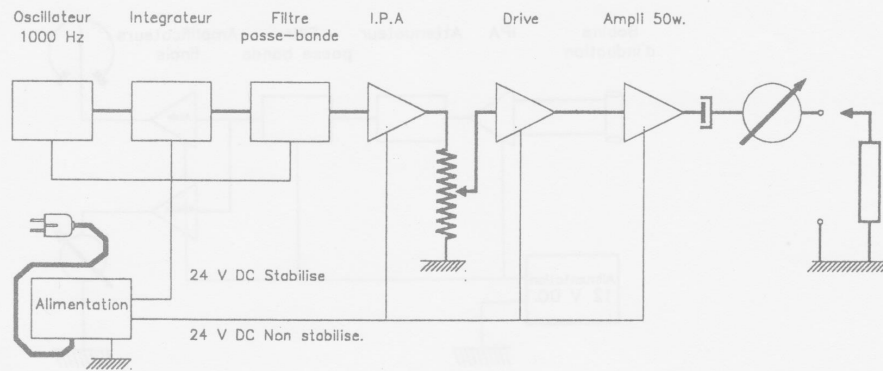 Oscillateur
1000 Hz
Integrateur
Filtre
passe-bande
I.P.A
Drive
Ampli 50w.
24 V DC Stabilise
Alimentation
24 V DC Non stabilise.